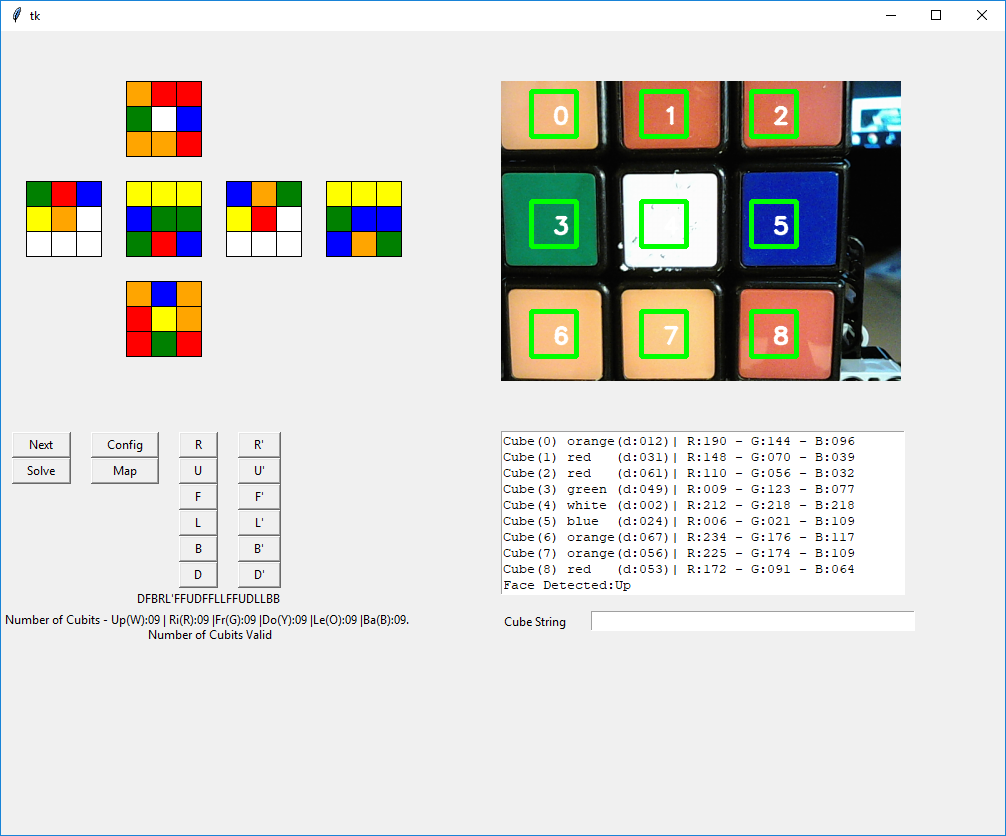 tk
0 1 2
3 5
6 7 8
Next Config R R'
Solve Map U U'
F F'
L L'
B B'
D D'
DFBRL'FFUDFFLLFFUDLLBB
Number of Cubits - Up(W):09 | Ri(R):09 |Fr(G):09 |Do(Y):09 |Le(O):09 |Ba(B):09.
Number of Cubits Valid
Cube(0) orange(d:012)| R:190 - G:144 - B:096
Cube(1) red (d:031)| R:148 - G:070 - B:039
Cube(2) red (d:061)| R:110 - G:056 - B:032
Cube(3) green (d:049)| R:009 - G:123 - B:077
Cube(4) white (d:002)| R:212 - G:218 - B:218
Cube(5) blue (d:024)| R:006 - G:021 - B:109
Cube(6) orange(d:067)| R:234 - G:176 - B:117
Cube(7) orange(d:056)| R:225 - G:174 - B:109
Cube(8) red (d:053)| R:172 - G:091 - B:064
Face Detected:Up
Cube String